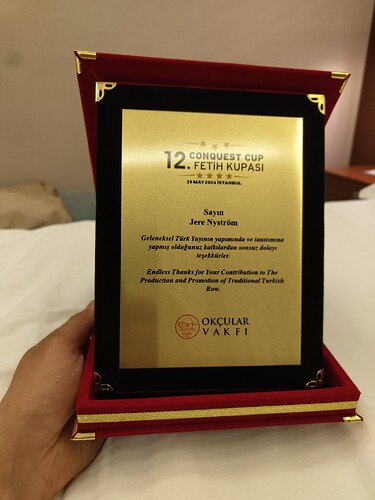 12. CONQUEST CUP
FETİH KUPASI
29 MAY 2024 İSTANBUL
Sayın
Jere Nyström
Geleneksel Türk Yayının yapımında ve tanıtımına
yapmış olduğunuz katkılardan sonsuz dolayı
teşekkürler.
Endless Thanks for Your Contribution to The
Production and Promotion of Traditional Turkish
Bow.
OKÇULAR
VAKFI